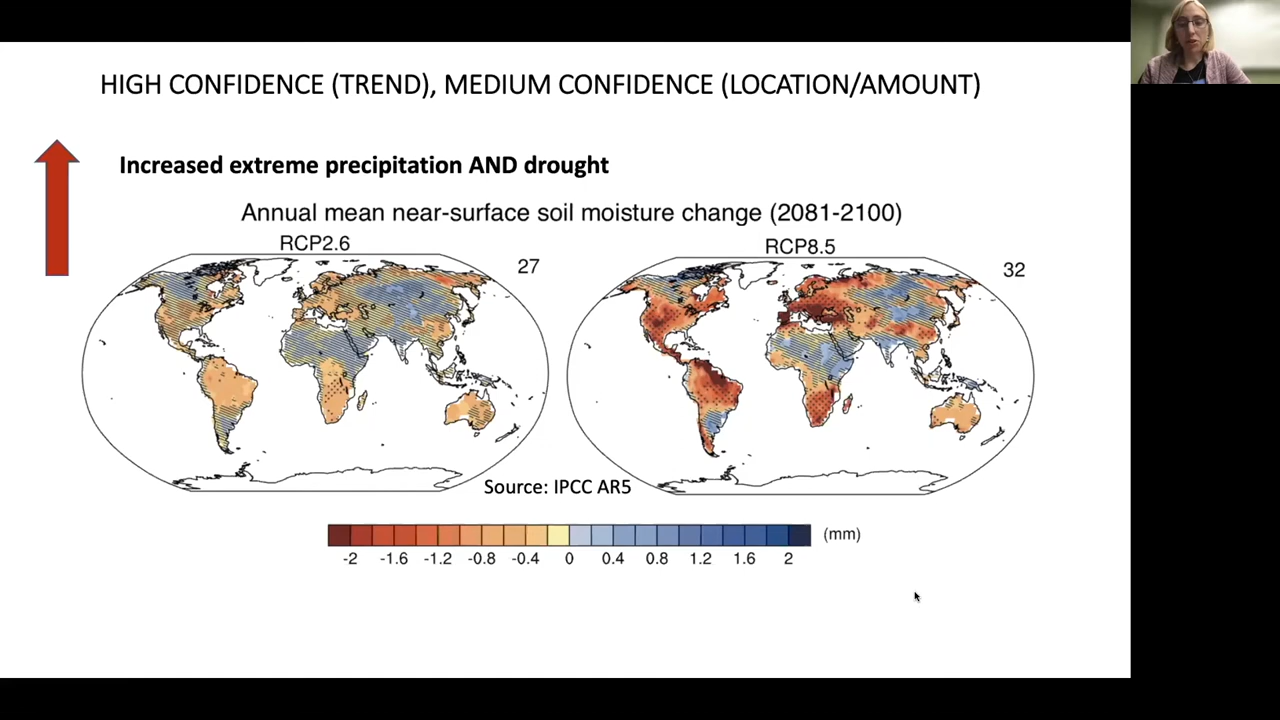 HIGH CONFIDENCE (TREND), MEDIUM CONFIDENCE (LOCATION/AMOUNT)
Increased extreme precipitation AND drought
Annual mean near-surface soil moisture change (2081-2100)
RCP2.6
27
RCP8.5
32
Source: IPCC AR5
-2 -1.6 -1.2 -0.8 -0.4 0 0.4 0.8 1.2 1.6 2
(mm)